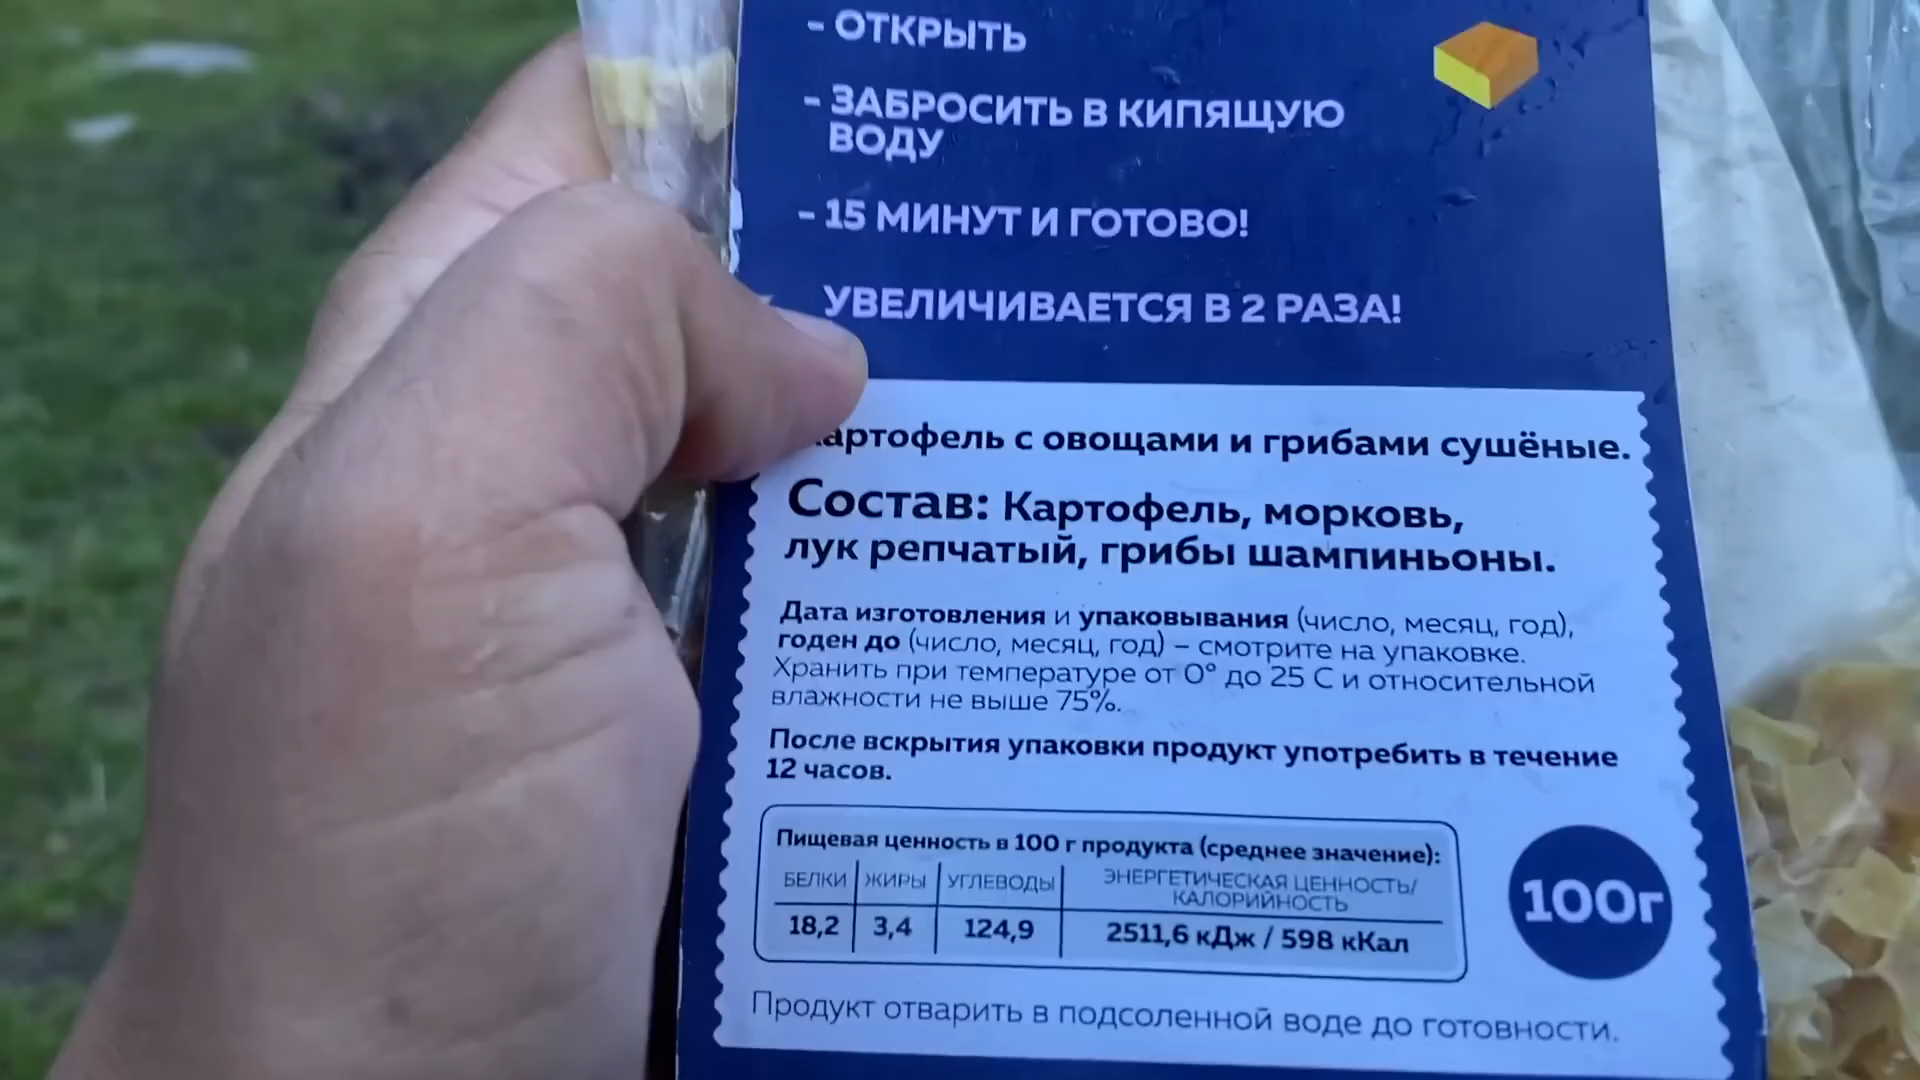 - ОТКРЫТЬ
- ЗАБРОСИТЬ В КИПЯЩУЮ
ВОДУ
- 15 МИНУТ И ГОТОВО!
УВЕЛИЧИВАЕТСЯ В 2 РАЗА!
картофель с овощами и грибами сушёные.
Состав: Картофель, морковь,
лук репчатый, грибы шампиньоны.
Дата изготовления и упаковывания (число, месяц, год),
годен до (число, месяц, год) – смотрите на упаковке.
Хранить при температуре от 0° до 25 С и относительной
влажности не выше 75%.
После вскрытия упаковки продукт употребить в течение
12 часов.
Пищевая ценность в 100 г продукта (среднее значение):
БЕЛКИ ЖИРЫ УГЛЕВОДЫ ЭНЕРГЕТИЧЕСКАЯ ЦЕННОСТЬ/
КАЛОРИЙНОСТЬ
18,2 3,4 124,9 2511,6 кДж / 598 кКал
100г
Продукт отварить в подсоленной воде до готовности.